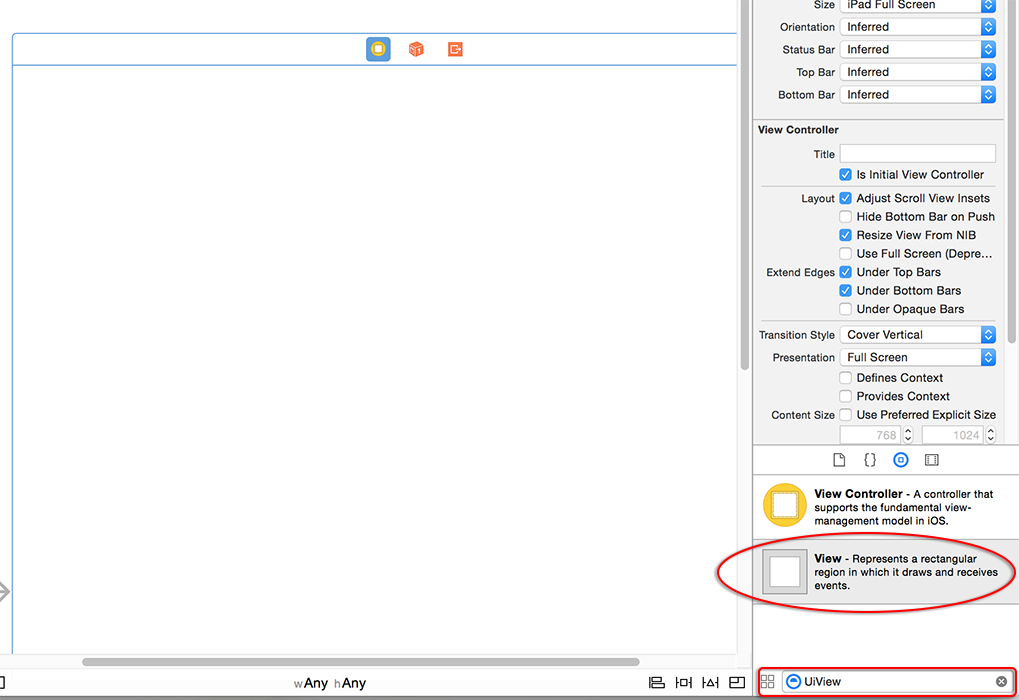 Size iPad Full Screen
Orientation Inferred
Status Bar Inferred
Top Bar Inferred
Bottom Bar Inferred
View Controller
Title
Is Initial View Controller
Layout Adjust Scroll View Insets
Hide Bottom Bar on Push
Resize View From NIB
Use Full Screen (Depre...
Extend Edges Under Top Bars
Under Bottom Bars
Under Opaque Bars
Transition Style Cover Vertical
Presentation Full Screen
Defines Context
Provides Context
Content Size Use Preferred Explicit Size
768 1024
View Controller - A controller that
supports the fundamental view-
management model in iOS.
View - Represents a rectangular
region in which it draws and receives
events.
wAny hAny
UiView